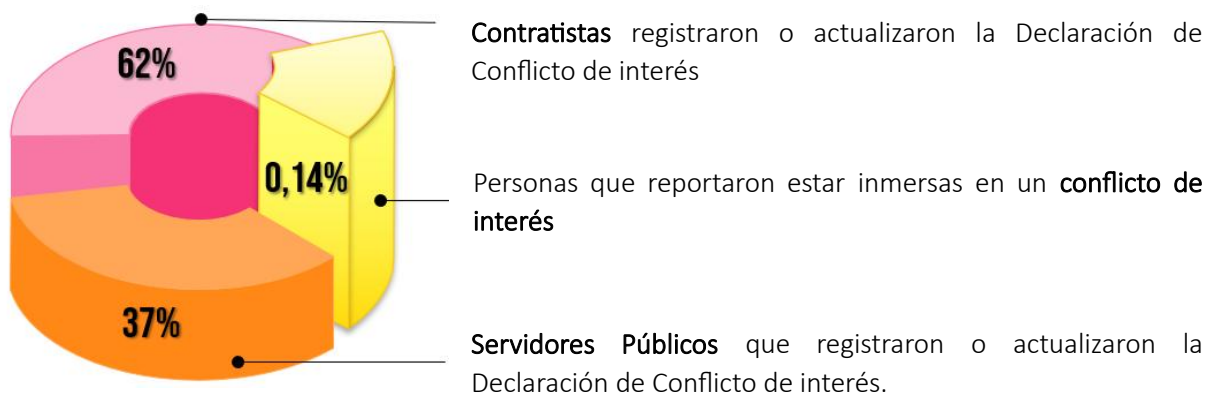 62%
Contratistas registraron o actualizaron la Declaración de
Conflicto de interés
0,14%
Personas que reportaron estar inmersas en un conflicto de
interés
37%
Servidores Públicos que registraron o actualizaron la
Declaración de Conflicto de interés.